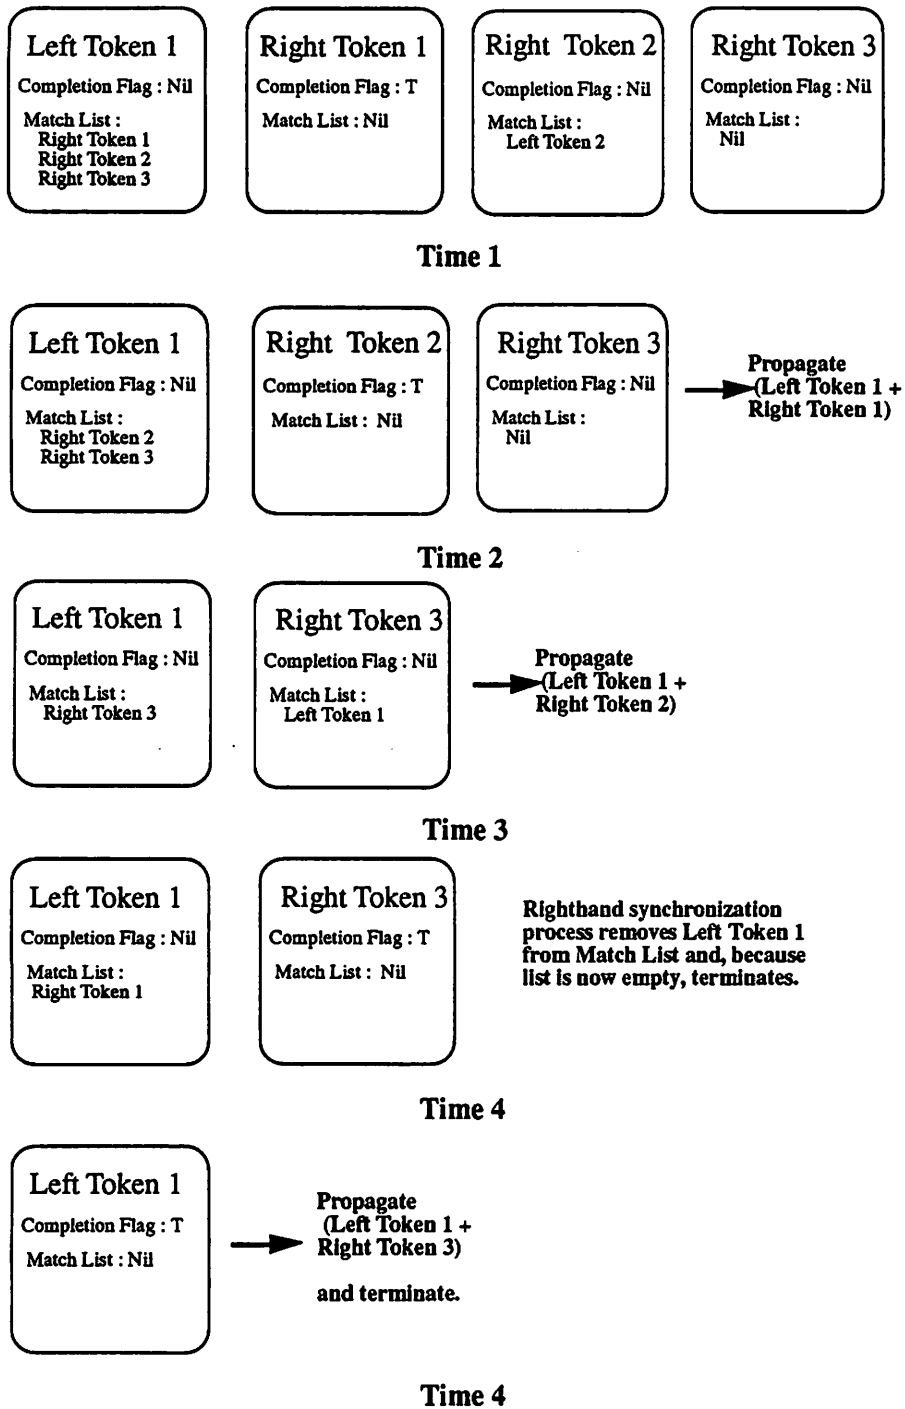 Left Token 1
Completion Flag : Nil
Match List :
Right Token 1
Right Token 2
Right Token 3
Right Token 1
Completion Flag : T
Match List : Nil
Right Token 2
Completion Flag : Nil
Match List :
Left Token 2
Right Token 3
Completion Flag : Nil
Match List :
Nil
Time 1
Left Token 1
Completion Flag : Nil
Match List :
Right Token 2
Right Token 3
Right Token 2
Completion Flag : T
Match List : Nil
Right Token 3
Completion Flag : Nil
Match List :
Nil
Propagate
(Left Token 1 +
Right Token 1)
Time 2
Left Token 1
Completion Flag : Nil
Match List :
Right Token 3
Right Token 3
Completion Flag : Nil
Match List :
Left Token 1
Propagate
(Left Token 1 +
Right Token 2)
Time 3
Left Token 1
Completion Flag : Nil
Match List :
Right Token 1
Right Token 3
Completion Flag : T
Match List : Nil
Righthand synchronization
process removes Left Token 1
from Match List and, because
list is now empty, terminates.
Time 4
Left Token 1
Completion Flag : T
Match List : Nil
Propagate
(Left Token 1 +
Right Token 3)
and terminate.
Time 4